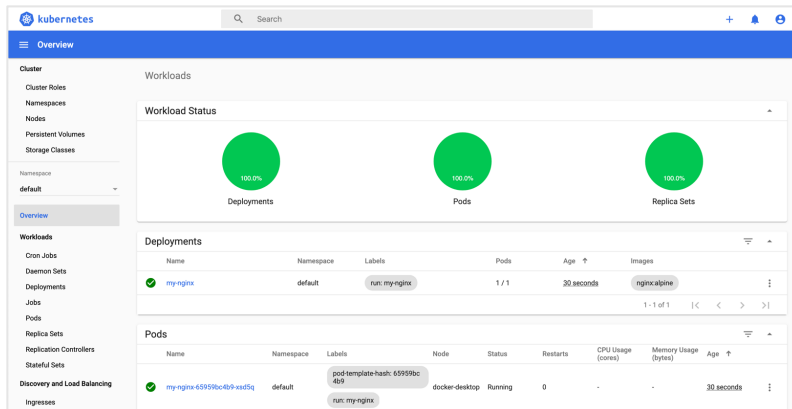 kubernetes
Search
Overview
Cluster
Cluster Roles
Namespaces
Nodes
Persistent Volumes
Storage Classes
Namespace
default
Overview
Workloads
Cron Jobs
Daemon Sets
Deployments
Jobs
Pods
Replica Sets
Replication Controllers
Stateful Sets
Discovery and Load Balancing
Ingresses
Workloads
Workload Status
100.0% 100.0% 100.0%
Deployments Pods Replica Sets
Deployments
Name Namespace Labels Pods Age Images
my-nginx default run: my-nginx 1 / 1 30 seconds nginx:alpine
1 - 1 of 1
Pods
Name Namespace Labels Node Status Restarts CPU Usage (cores) Memory Usage (bytes) Age
my-nginx-65959bc4b9-xsd5q default pod-template-hash: 65959bc4b9 run: my-nginx docker-desktop Running 0 - - 30 seconds